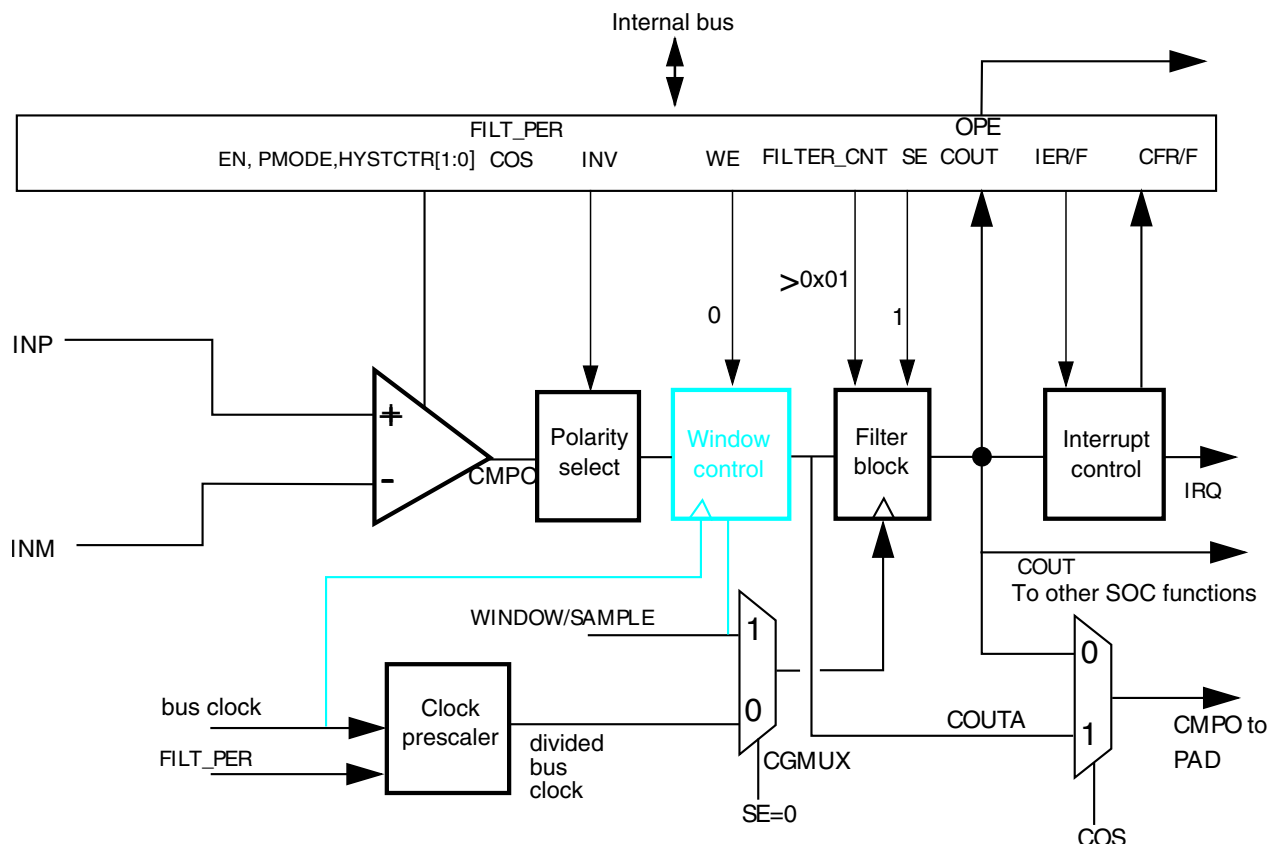 Internal bus
FILT_PER
OPE
EN, PMODE,HYSTCTR[1:0] COS INV WE FILTER_CNT SE COUT IER/F CFR/F
>0x01
0
1
INP
+
Polarity
select
Window
control
Filter
block
Interrupt
control
CMPO
-
IRQ
INM
COUT
To other SOC functions
WINDOW/SAMPLE
1
0
bus clock
Clock
prescaler
0
COUTA
1
CMPO to
PAD
FILT_PER
divided
bus
clock
CGMUX
SE=0
COS